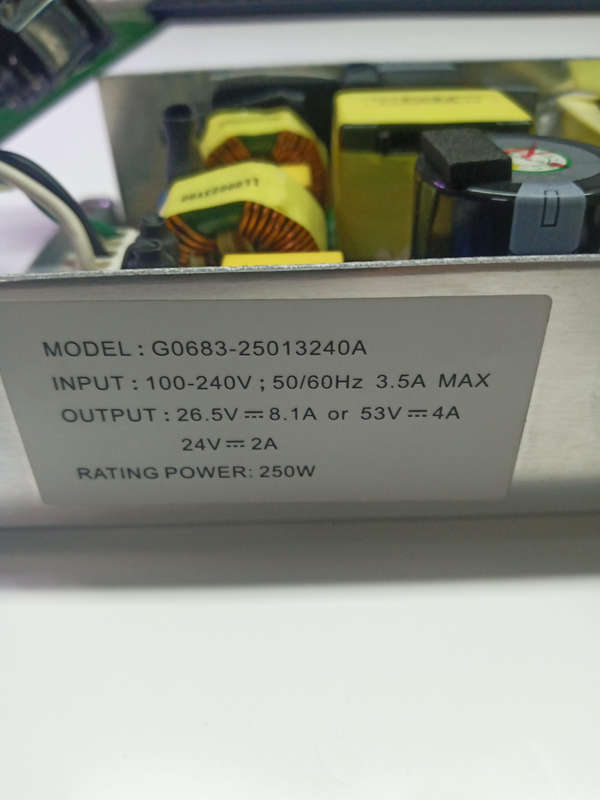 MODEL : G0683-25013240A
INPUT : 100-240V ; 50/60Hz 3.5A MAX
OUTPUT : 26.5V⎓8.1A or 53V⎓4A
24V⎓2A
RATING POWER: 250W